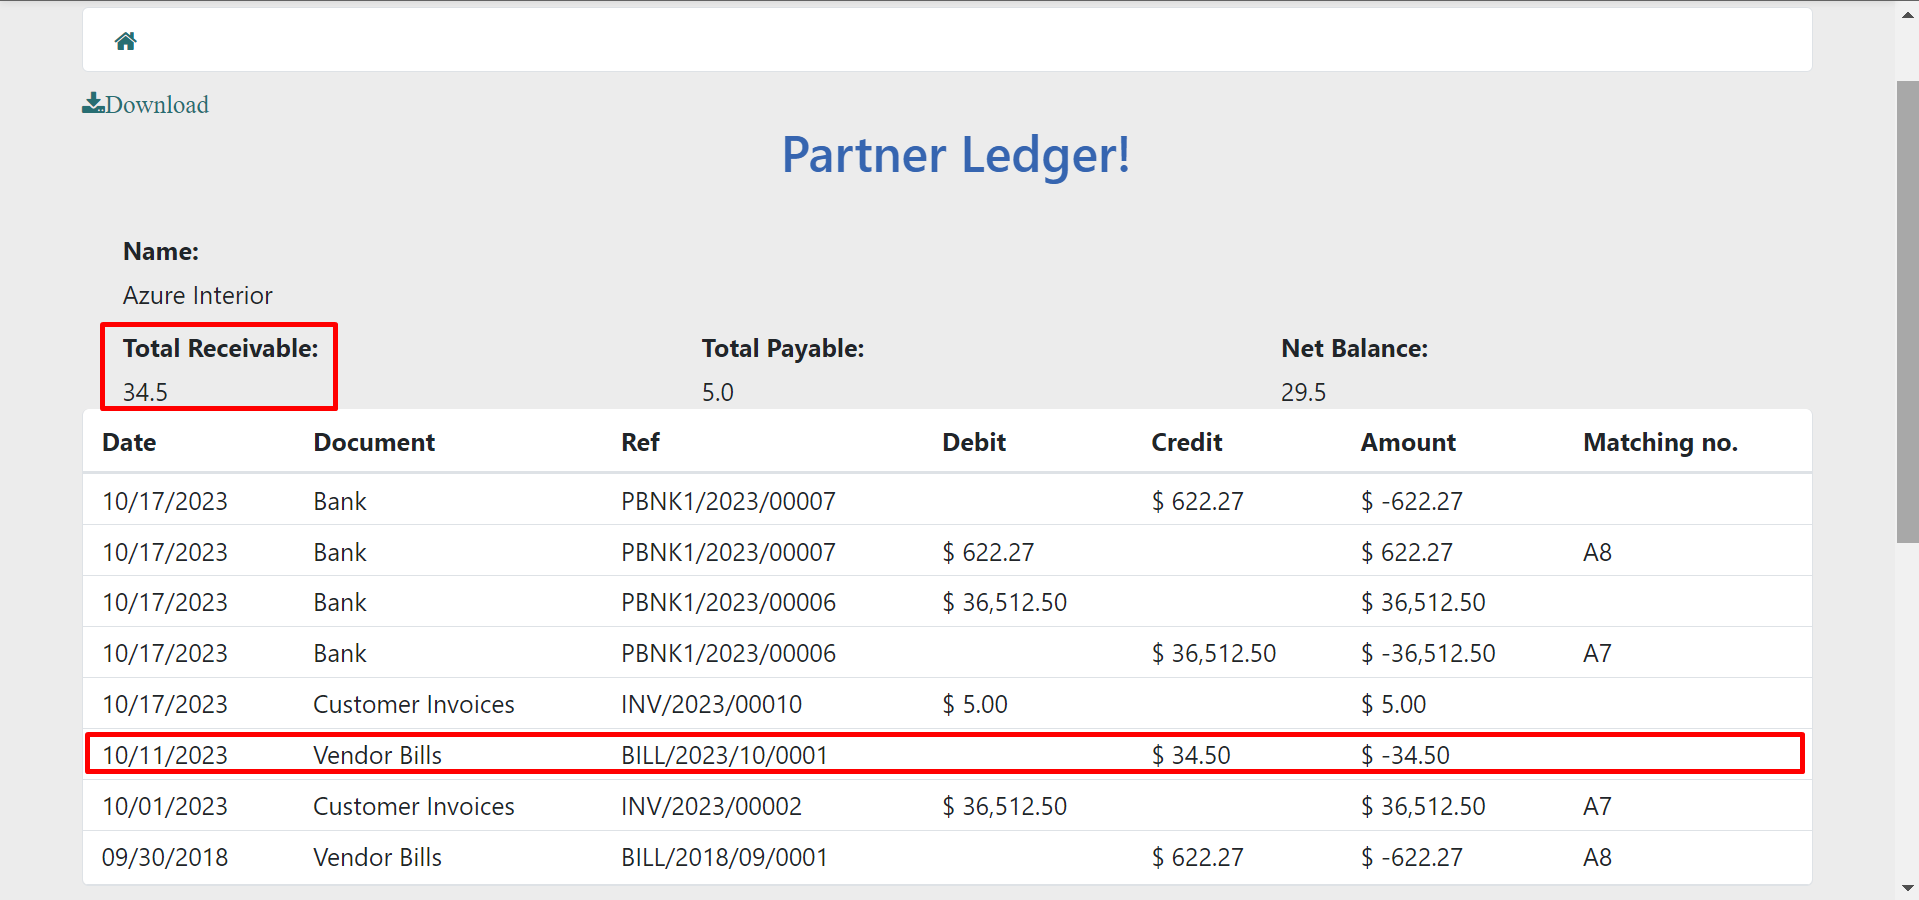 Download
Partner Ledger!
Name:
Azure Interior
Total Receivable: Total Payable: Net Balance:
34.5 5.0 29.5
Date Document Ref Debit Credit Amount Matching no.
10/17/2023 Bank PBNK1/2023/00007 $ 622.27 $ -622.27
10/17/2023 Bank PBNK1/2023/00007 $ 622.27 $ 622.27 A8
10/17/2023 Bank PBNK1/2023/00006 $ 36,512.50 $ 36,512.50
10/17/2023 Bank PBNK1/2023/00006 $ 36,512.50 $ -36,512.50 A7
10/17/2023 Customer Invoices INV/2023/00010 $ 5.00 $ 5.00
10/11/2023 Vendor Bills BILL/2023/10/0001 $ 34.50 $ -34.50
10/01/2023 Customer Invoices INV/2023/00002 $ 36,512.50 $ 36,512.50 A7
09/30/2018 Vendor Bills BILL/2018/09/0001 $ 622.27 $ -622.27 A8